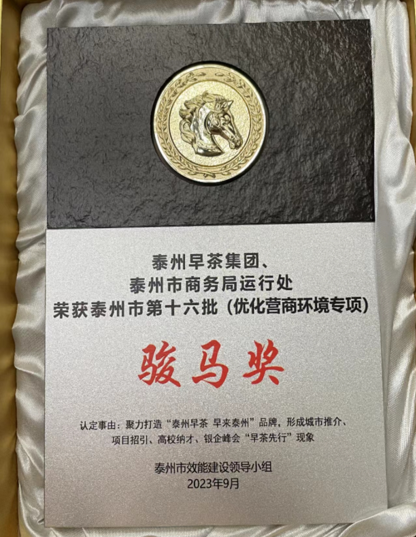 泰州早茶集团、
泰州市商务局运行处
荣获泰州市第十六批（优化营商环境专项）
骏马奖
认定事由：聚力打造“泰州早茶 早来泰州”品牌，形成城市推介、
项目招引、高校纳才、银企峰会“早茶先行”现象
泰州市效能建设领导小组
2023年9月